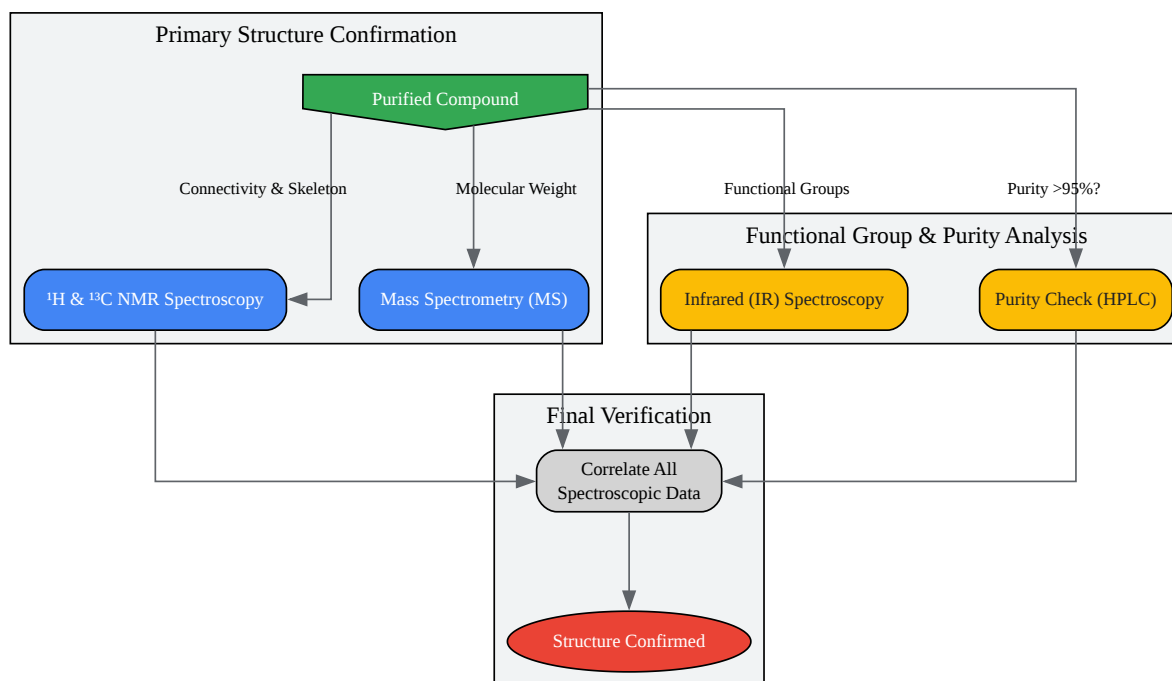 Primary Structure Confirmation
Purified Compound
Connectivity & Skeleton
Molecular Weight
Functional Groups
Purity >95%?
Functional Group & Purity Analysis
¹H & ¹³C NMR Spectroscopy
Mass Spectrometry (MS)
Infrared (IR) Spectroscopy
Purity Check (HPLC)
Final Verification
Correlate All
Spectroscopic Data
Structure Confirmed